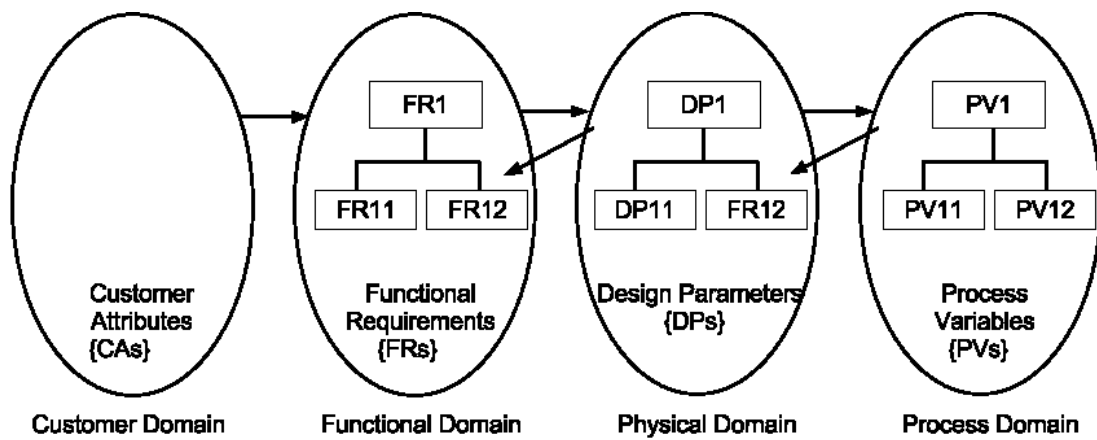 FR1
DP1
PV1
FR11
FR12
DP11
FR12
PV11
PV12
Customer
Attributes
{CAs}
Functional
Requirements
{FRs}
Design Parameters
{DPs}
Process
Variables
{PVs}
Customer Domain
Functional Domain
Physical Domain
Process Domain